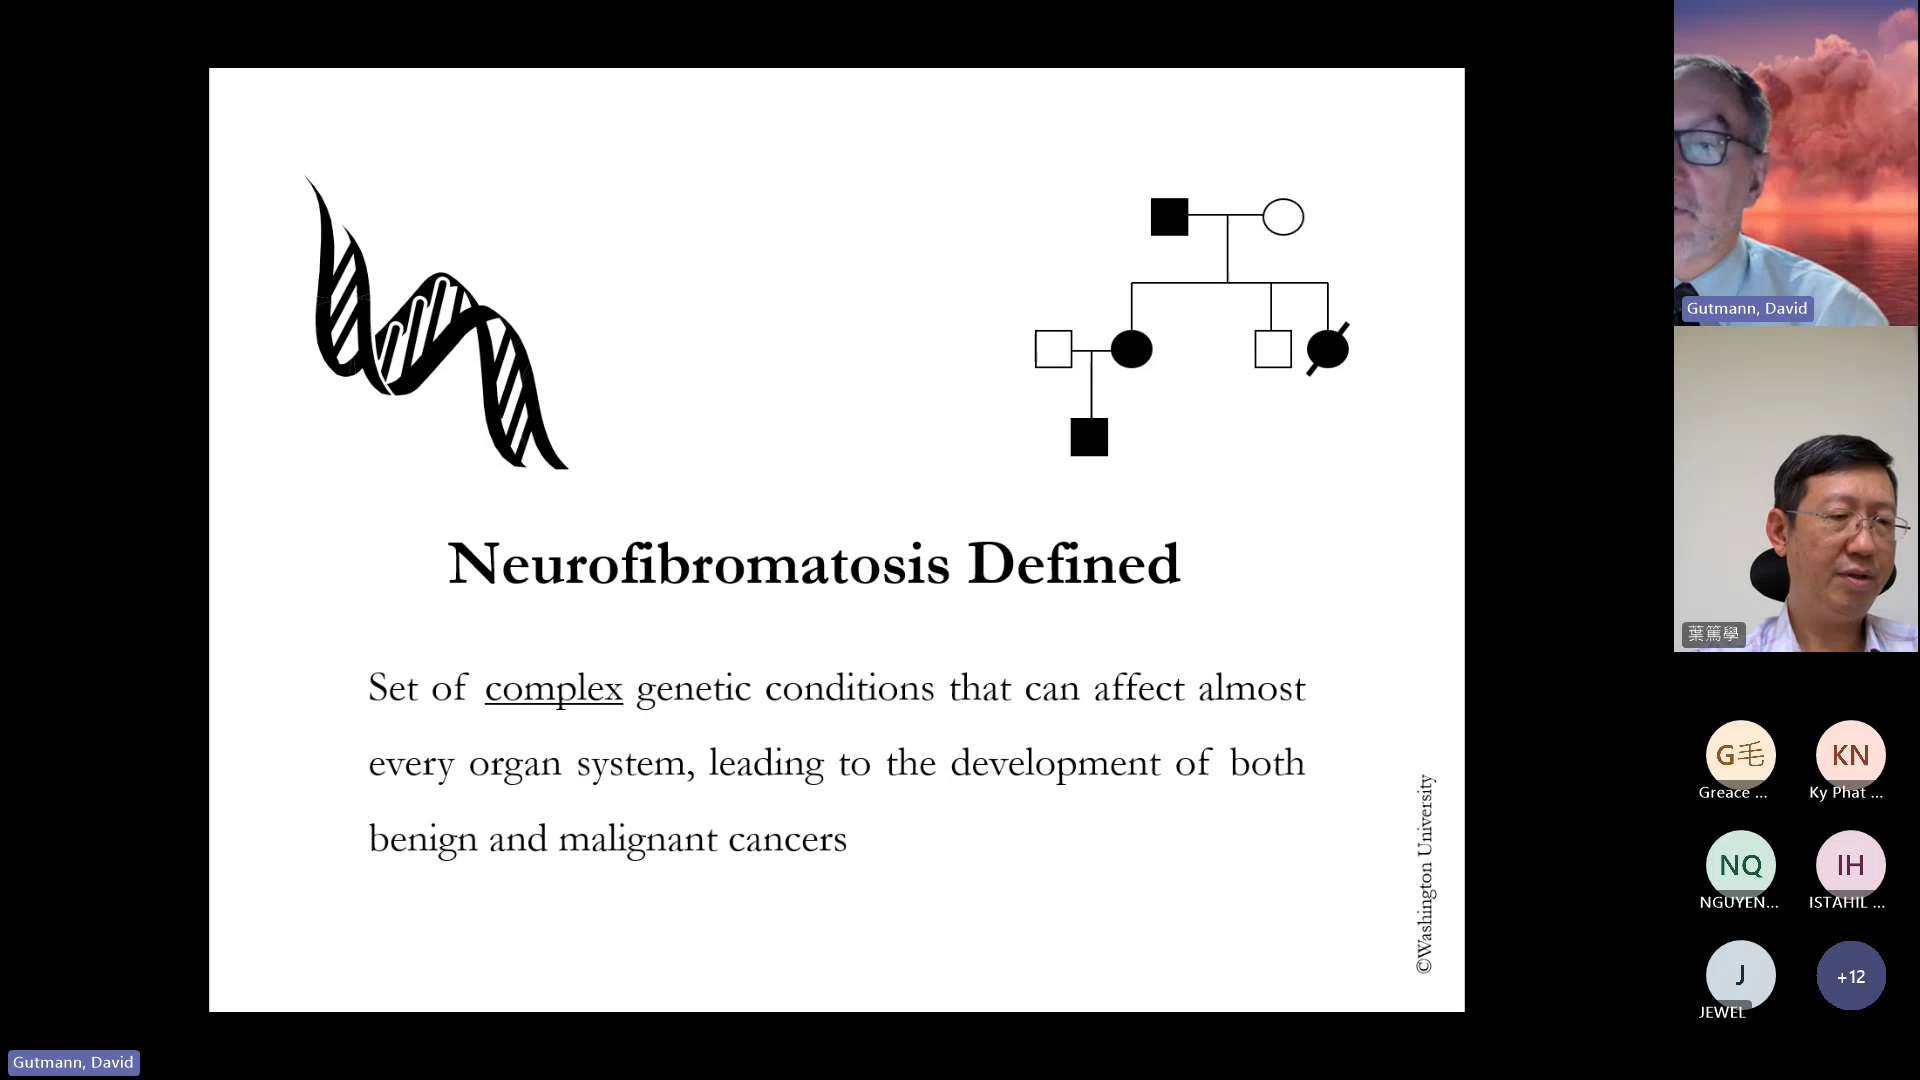 Neurofibromatosis Defined
Set of complex genetic conditions that can affect almost
every organ system, leading to the development of both
benign and malignant cancers
©Washington University
Gutmann, David
葉篤學
G毛
Greace ...
KN
Ky Phat ...
NQ
NGUYEN...
IH
ISTAHIL ...
J
JEWEL
+12
Gutmann, David